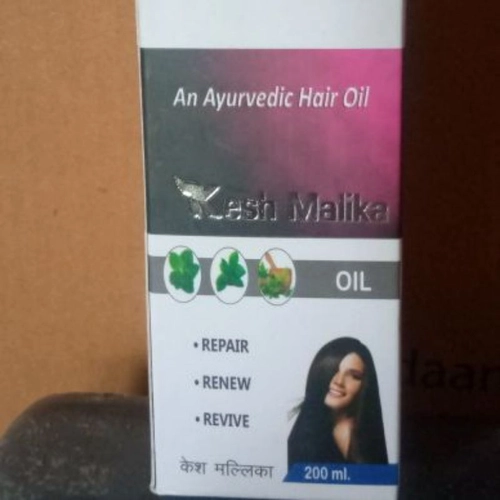 An Ayurvedic Hair Oil
Kesh Malika
OIL
• REPAIR
• RENEW
• REVIVE
केश मल्लिका
200 ml.